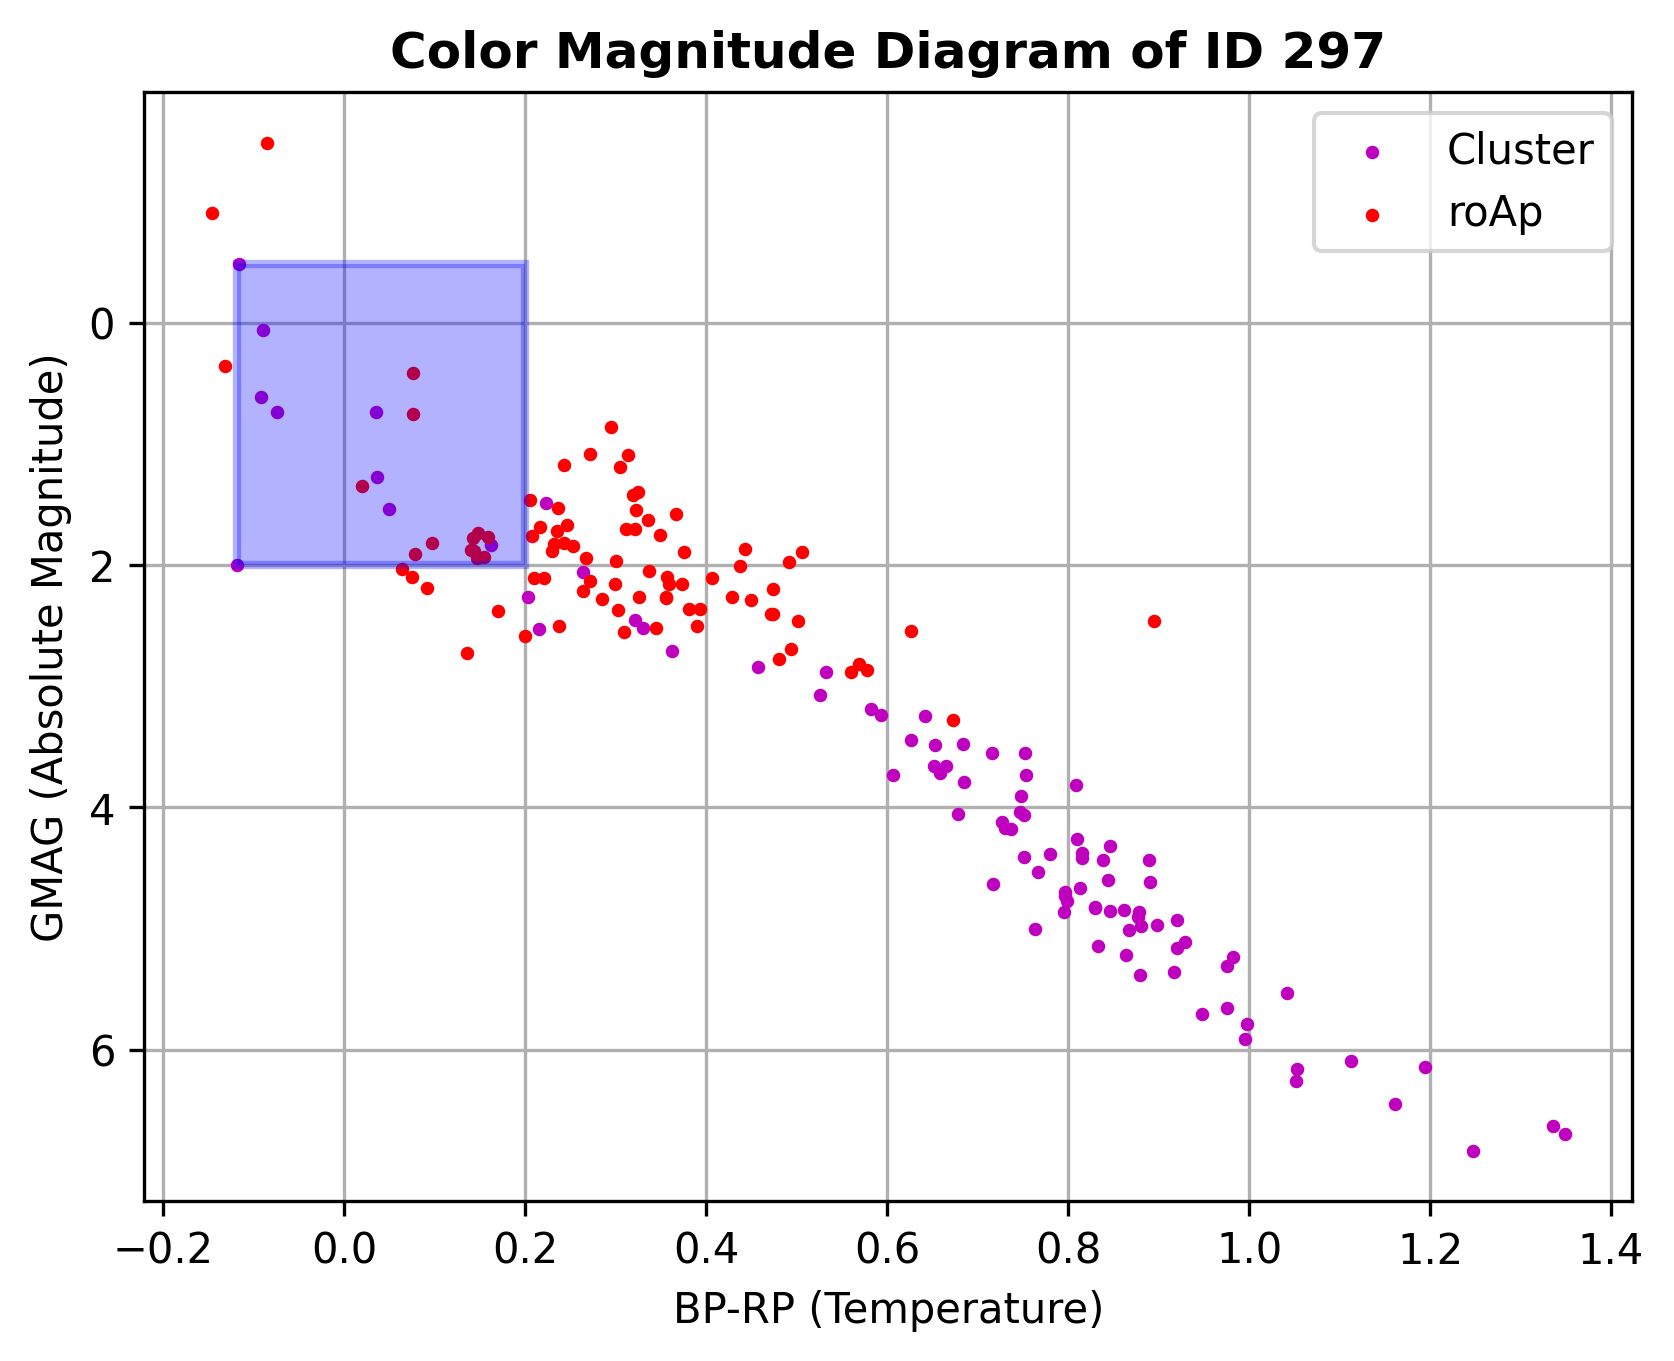 Color Magnitude Diagram of ID 297
Cluster
roAp
GMAG (Absolute Magnitude)
0
2
4
6
−0.2 0.0 0.2 0.4 0.6 0.8 1.0 1.2 1.4
BP-RP (Temperature)